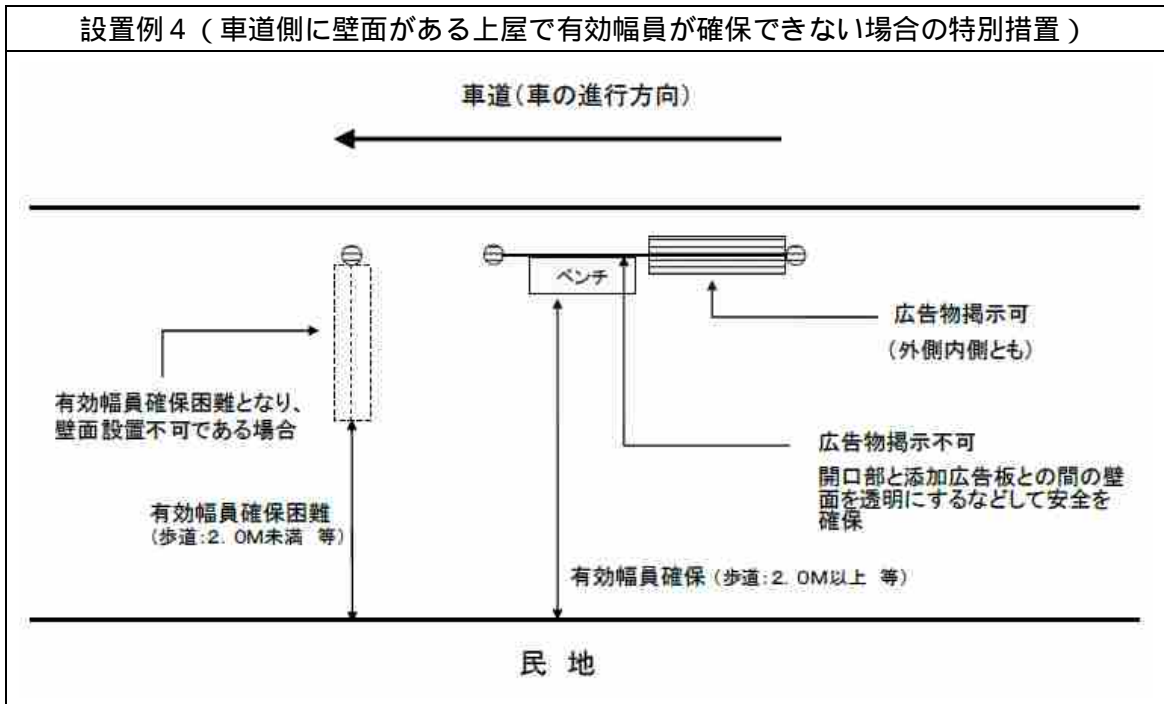 設置例４（車道側に壁面がある上屋で有効幅員が確保できない場合の特別措置）
車道（車の進行方向）
ベンチ
広告物掲示可
（外側内側とも）
有効幅員確保困難となり、
壁面設置不可である場合
広告物掲示不可
開口部と添加広告板との間の壁
面を透明にするなどして安全を
確保
有効幅員確保困難
（歩道：２．０Ｍ未満　等）
有効幅員確保（歩道：２．０Ｍ以上　等）
民　地